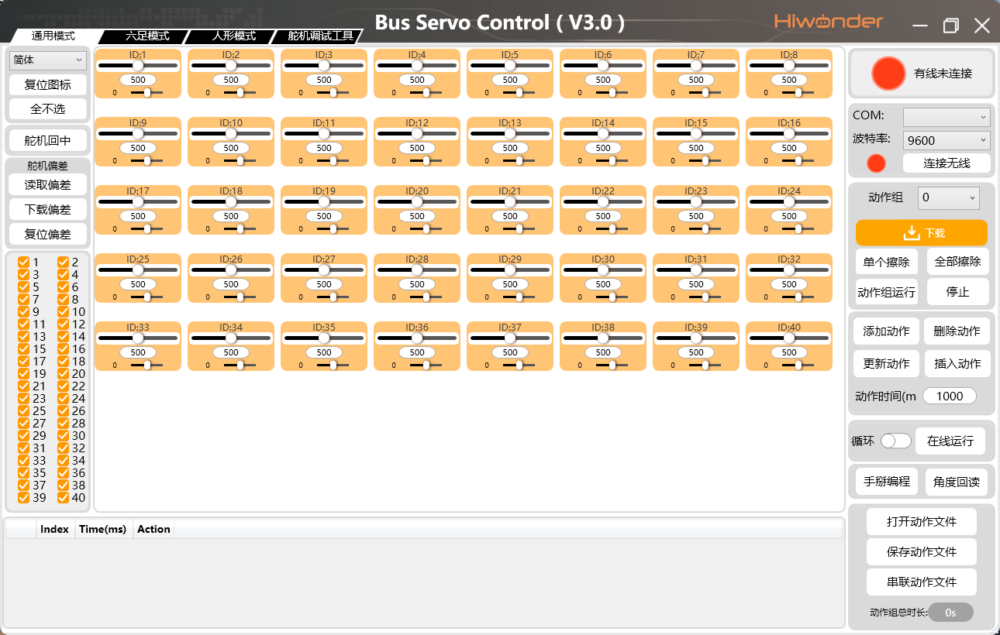 Bus Servo Control ( V3.0 )
Hiwonder
通用模式 六足模式 人形模式 舵机调试工具
简体
复位图标
全不选
舵机回中
舵机偏差
读取偏差
下载偏差
复位偏差
1 2
3 4
5 6
7 8
9 10
11 12
13 14
15 16
17 18
19 20
21 22
23 24
25 26
27 28
29 30
31 32
33 34
35 36
37 38
39 40
ID:1 ID:2 ID:3 ID:4 ID:5 ID:6 ID:7 ID:8
500 500 500 500 500 500 500 500
0 0 0 0 0 0 0 0
ID:9 ID:10 ID:11 ID:12 ID:13 ID:14 ID:15 ID:16
500 500 500 500 500 500 500 500
0 0 0 0 0 0 0 0
ID:17 ID:18 ID:19 ID:20 ID:21 ID:22 ID:23 ID:24
500 500 500 500 500 500 500 500
0 0 0 0 0 0 0 0
ID:25 ID:26 ID:27 ID:28 ID:29 ID:30 ID:31 ID:32
500 500 500 500 500 500 500 500
0 0 0 0 0 0 0 0
ID:33 ID:34 ID:35 ID:36 ID:37 ID:38 ID:39 ID:40
500 500 500 500 500 500 500 500
0 0 0 0 0 0 0 0
有线未连接
COM:
波特率: 9600
连接无线
动作组 0
下载
单个擦除 全部擦除
动作组运行 停止
添加动作 删除动作
更新动作 插入动作
动作时间(m 1000
循环 在线运行
手掰编程 角度回读
打开动作文件
保存动作文件
串联动作文件
动作组总时长: 0s
Index Time(ms) Action